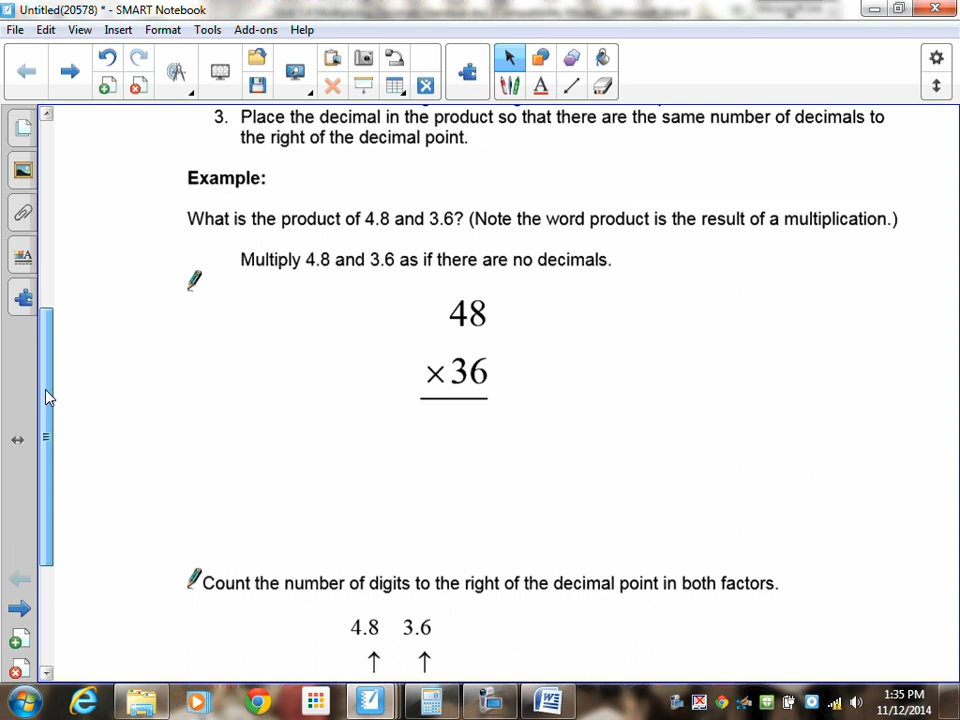 Untitled(20578) * - SMART Notebook
File Edit View Insert Format Tools Add-ons Help
3. Place the decimal in the product so that there are the same number of decimals to
the right of the decimal point.
Example:
What is the product of 4.8 and 3.6? (Note the word product is the result of a multiplication.)
Multiply 4.8 and 3.6 as if there are no decimals.
48
×36
Count the number of digits to the right of the decimal point in both factors.
4.8 3.6
↑ ↑
1:35 PM
11/12/2014